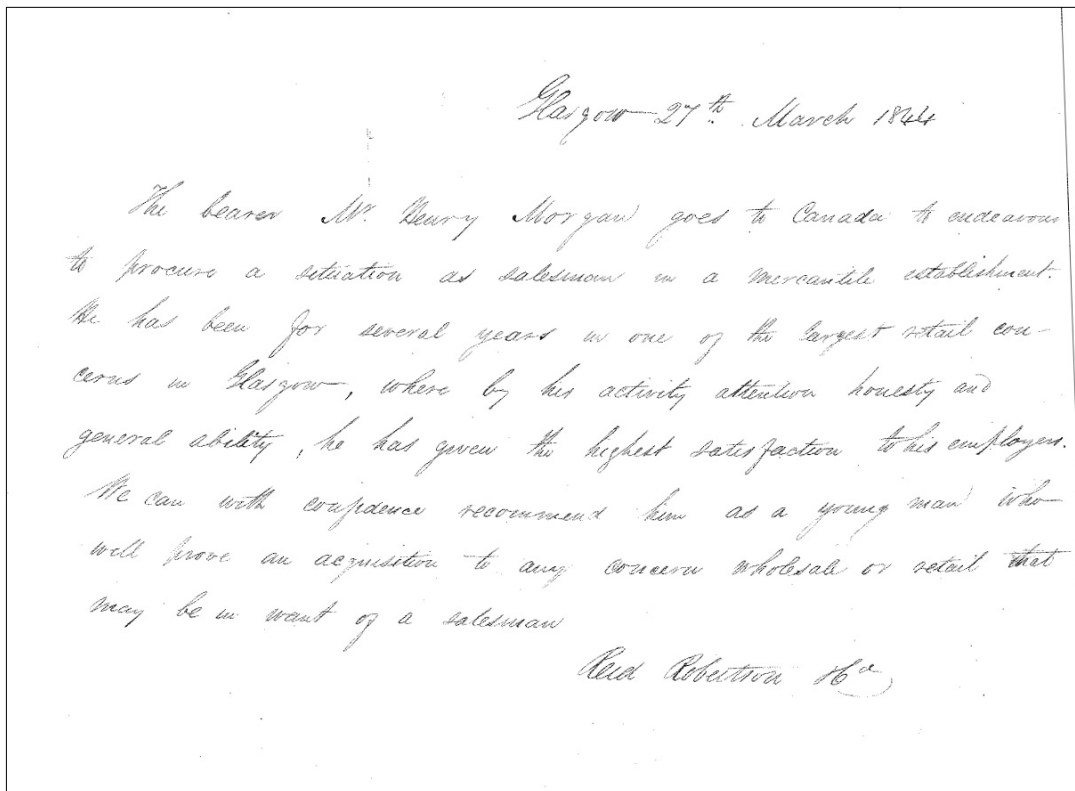 Glasgow 27th March 1844
The bearer Mr. Henry Morgan goes to Canada to endeavour
to procure a situation as salesman in a mercantile establishment.
He has been for several years in one of the largest retail con-
cerns in Glasgow, where by his activity attention honesty and
general ability, he has given the highest satisfaction to his employers.
We can with confidence recommend him as a young man who
will prove an acquisition to any concern wholesale or retail that
may be in want of a salesman
Reid Robertson